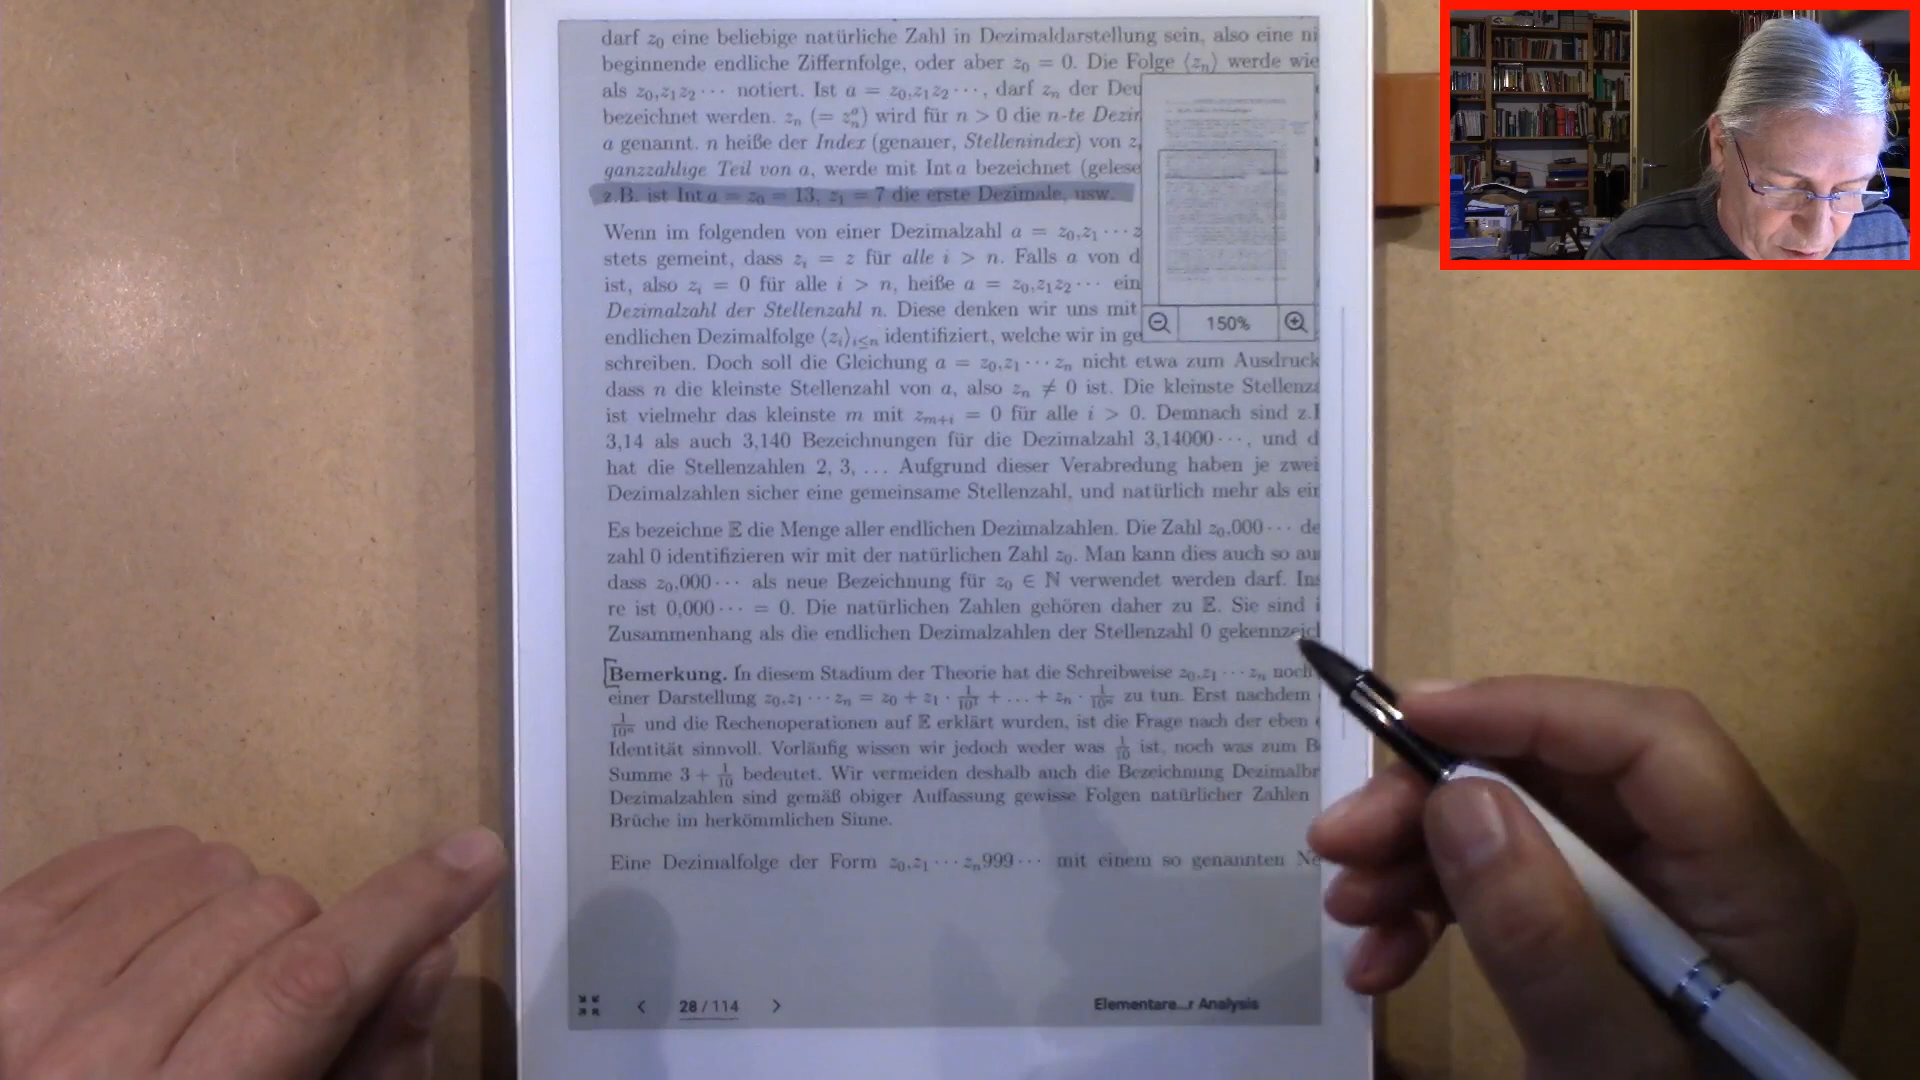 darf z₀ eine beliebige natürliche Zahl in Dezimaldarstellung sein, also eine ni
beginnende endliche Ziffernfolge, oder aber z₀ = 0. Die Folge ⟨zₙ⟩ werde wie
als z₀,z₁z₂··· notiert. Ist a = z₀,z₁z₂···, darf zₙ der Deu
bezeichnet werden. zₙ (= zₙᵃ) wird für n > 0 die n-te Dezim
a genannt. n heiße der Index (genauer, Stellenindex) von z
ganzzahlige Teil von a, werde mit Int a bezeichnet (gelese
z.B. ist Int a = z₀ = 13, z₁ = 7 die erste Dezimale, usw.
Wenn im folgenden von einer Dezimalzahl a = z₀,z₁···z
stets gemeint, dass zᵢ = z für alle i > n. Falls a von d
ist, also zᵢ = 0 für alle i > n, heiße a = z₀,z₁z₂··· ein
Dezimalzahl der Stellenzahl n. Diese denken wir uns mit
endlichen Dezimalfolge ⟨zᵢ⟩ᵢ≤ₙ identifiziert, welche wir in ge
150%
schreiben. Doch soll die Gleichung a = z₀,z₁···zₙ nicht etwa zum Ausdruck
dass n die kleinste Stellenzahl von a, also zₙ ≠ 0 ist. Die kleinste Stellenza
ist vielmehr das kleinste m mit zₘ₊ᵢ = 0 für alle i > 0. Demnach sind z.B
3,14 als auch 3,140 Bezeichnungen für die Dezimalzahl 3,14000···, und d
hat die Stellenzahlen 2, 3, … Aufgrund dieser Verabredung haben je zwei
Dezimalzahlen sicher eine gemeinsame Stellenzahl, und natürlich mehr als ein
Es bezeichne 𝔼 die Menge aller endlichen Dezimalzahlen. Die Zahl z₀,000··· de
zahl 0 identifizieren wir mit der natürlichen Zahl z₀. Man kann dies auch so au
dass z₀,000··· als neue Bezeichnung für z₀ ∈ ℕ verwendet werden darf. Ins
re ist 0,000··· = 0. Die natürlichen Zahlen gehören daher zu 𝔼. Sie sind i
Zusammenhang als die endlichen Dezimalzahlen der Stellenzahl 0 gekennzeich
Bemerkung. In diesem Stadium der Theorie hat die Schreibweise z₀,z₁···zₙ noch
einer Darstellung z₀,z₁···zₙ = z₀ + z₁ · 1/10¹ + … + zₙ · 1/10ⁿ zu tun. Erst nachdem
1/10ⁿ und die Rechenoperationen auf 𝔼 erklärt wurden, ist die Frage nach der eben
Identität sinnvoll. Vorläufig wissen wir jedoch weder was 1/10 ist, noch was zum B
Summe 3 + 1/10 bedeutet. Wir vermeiden deshalb auch die Bezeichnung Dezimalbr
Dezimalzahlen sind gemäß obiger Auffassung gewisse Folgen natürlicher Zahlen
Brüche im herkömmlichen Sinne.
Eine Dezimalfolge der Form z₀,z₁···zₙ999··· mit einem so genannten Ne
28 / 114
Elementare...r Analysis